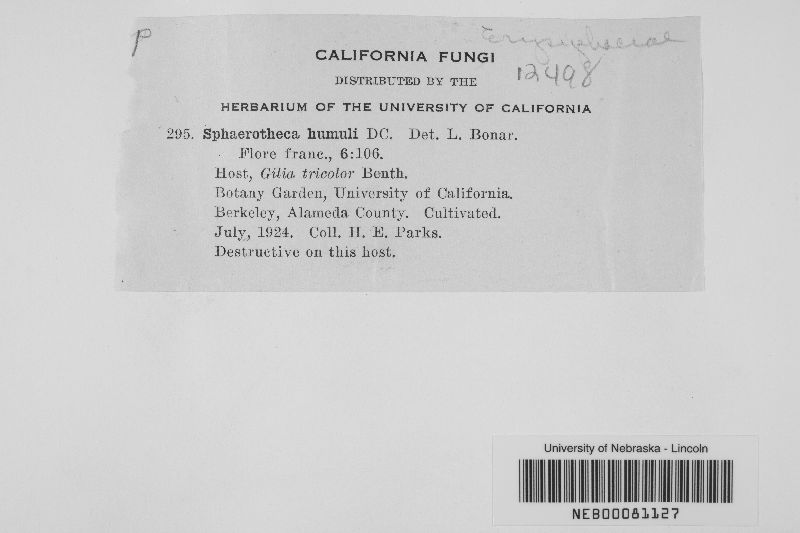 P
Erysiphaceae
CALIFORNIA FUNGI
12498
DISTRIBUTED BY THE
HERBARIUM OF THE UNIVERSITY OF CALIFORNIA
295. Sphaerotheca humuli DC. Det. L. Bonar.
Flore franc., 6:106.
Host, Gilia tricolor Benth.
Botany Garden, University of California.
Berkeley, Alameda County. Cultivated.
July, 1924. Coll. H. E. Parks.
Destructive on this host.
University of Nebraska - Lincoln
NEB00061127